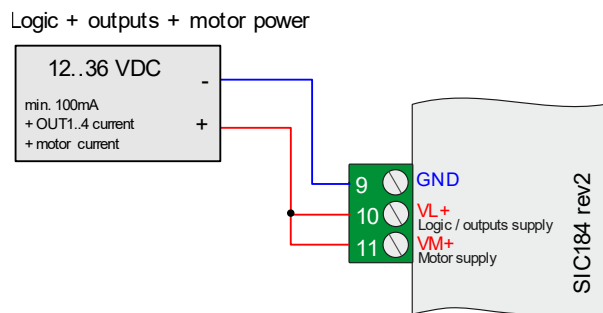 Logic + outputs + motor power
12..36 VDC
-
min. 100mA
+ OUT1..4 current
+
+ motor current
9 GND
10 VL+
Logic / outputs supply
11 VM+
Motor supply
SIC184 rev2